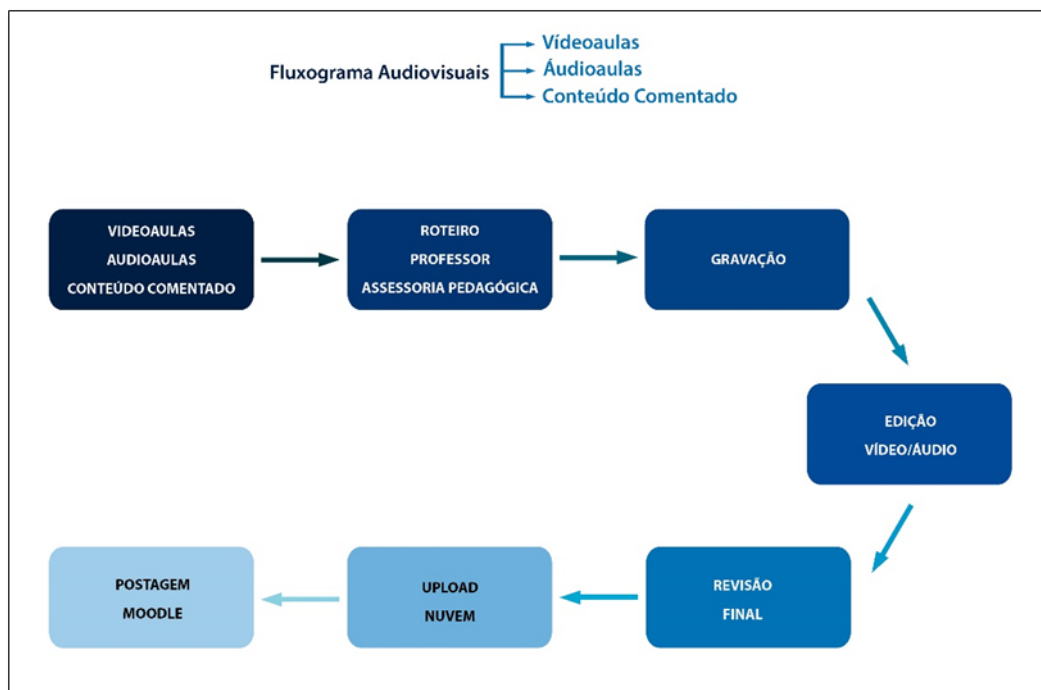 Vídeoaulas
Fluxograma Audiovisuais
Áudioaulas
Conteúdo Comentado
VIDEOAULAS
AUDIOAULAS
CONTEÚDO COMENTADO
ROTEIRO
PROFESSOR
ASSESSORIA PEDAGÓGICA
GRAVAÇÃO
EDIÇÃO
VÍDEO/ÁUDIO
REVISÃO
FINAL
UPLOAD
NUVEM
POSTAGEM
MOODLE